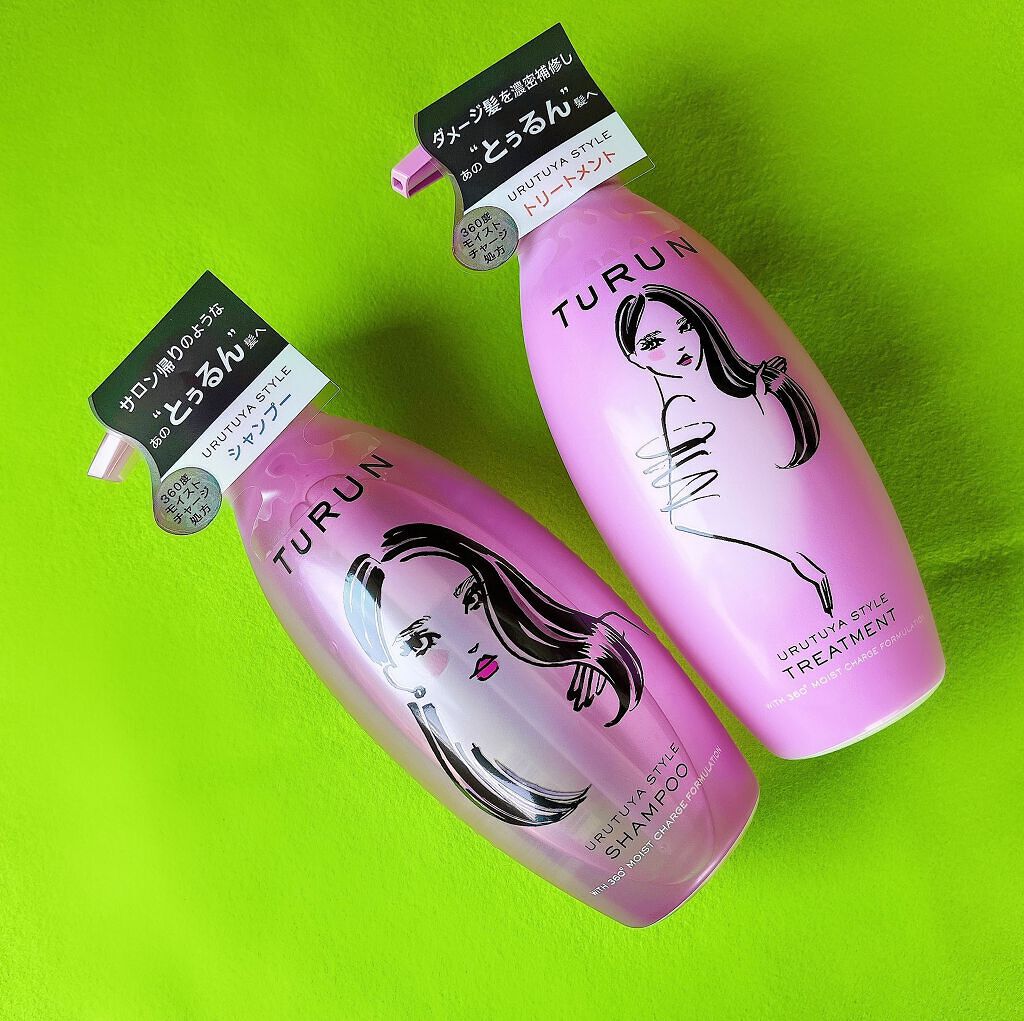 ダメージ髪を濃密補修し
あの“とぅるん”髪へ
URUTUYA STYLE
トリートメント
360度
モイスト
チャージ
処方
TURUN
URUTUYA STYLE
TREATMENT
WITH 360° MOIST CHARGE FORMULATION
サロン帰りのような
あの“とぅるん”髪へ
URUTUYA STYLE
シャンプー
360度
モイスト
チャージ
処方
TURUN
URUTUYA STYLE
SHAMPOO
WITH 360° MOIST CHARGE FORMULATION